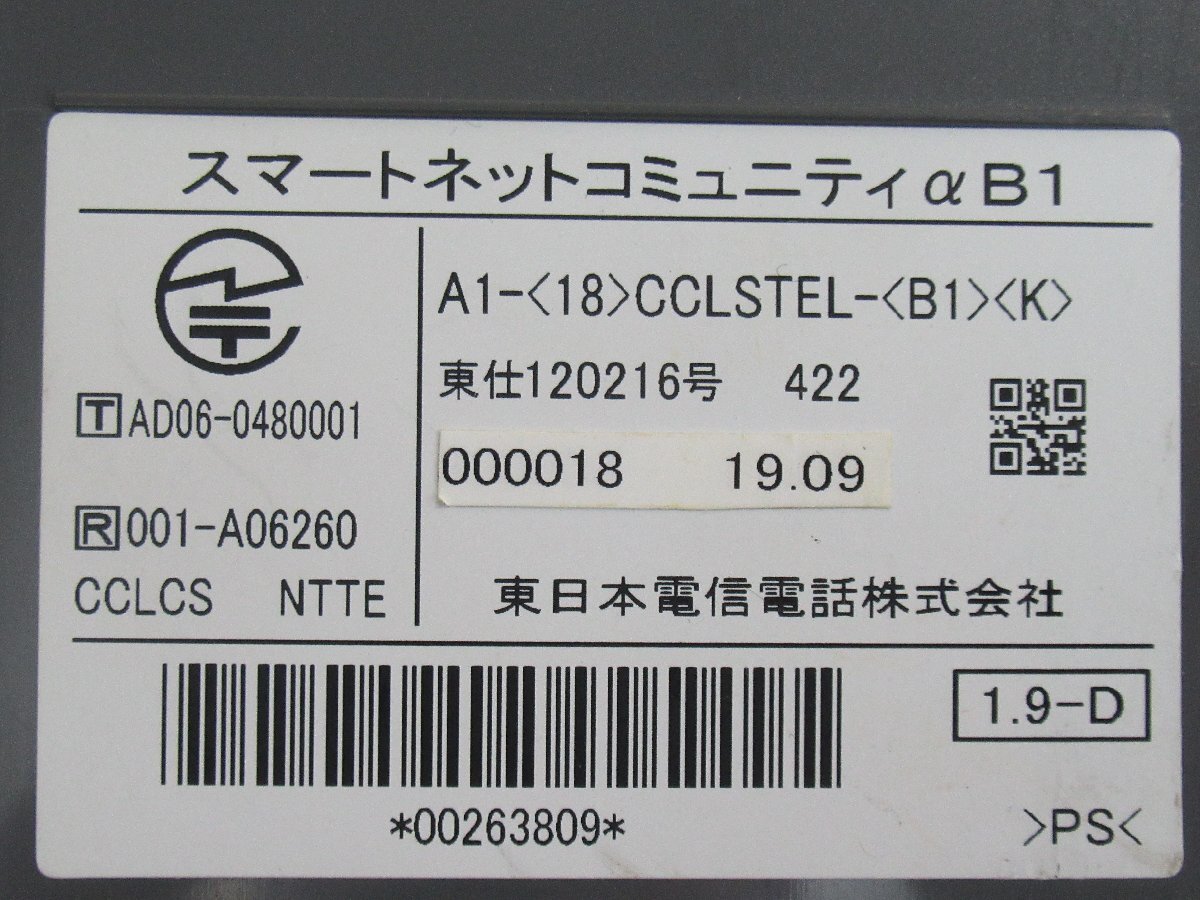 スマートネットコミュニティαB1
A1-<18>CCLSTEL-<B1><K>
東仕120216号 422
T AD06-0480001
000018 19.09
R 001-A06260
CCLCS NTTE
東日本電信電話株式会社
1.9-D
*00263809*
>PS<